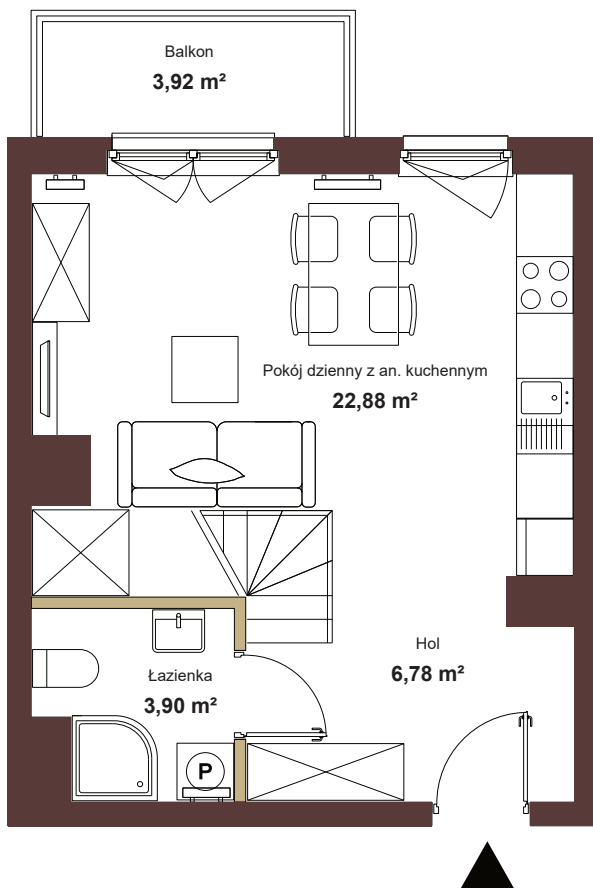 Balkon
3,92 m²
Pokój dzienny z an. kuchennym
22,88 m²
Hol
6,78 m²
Łazienka
3,90 m²
P